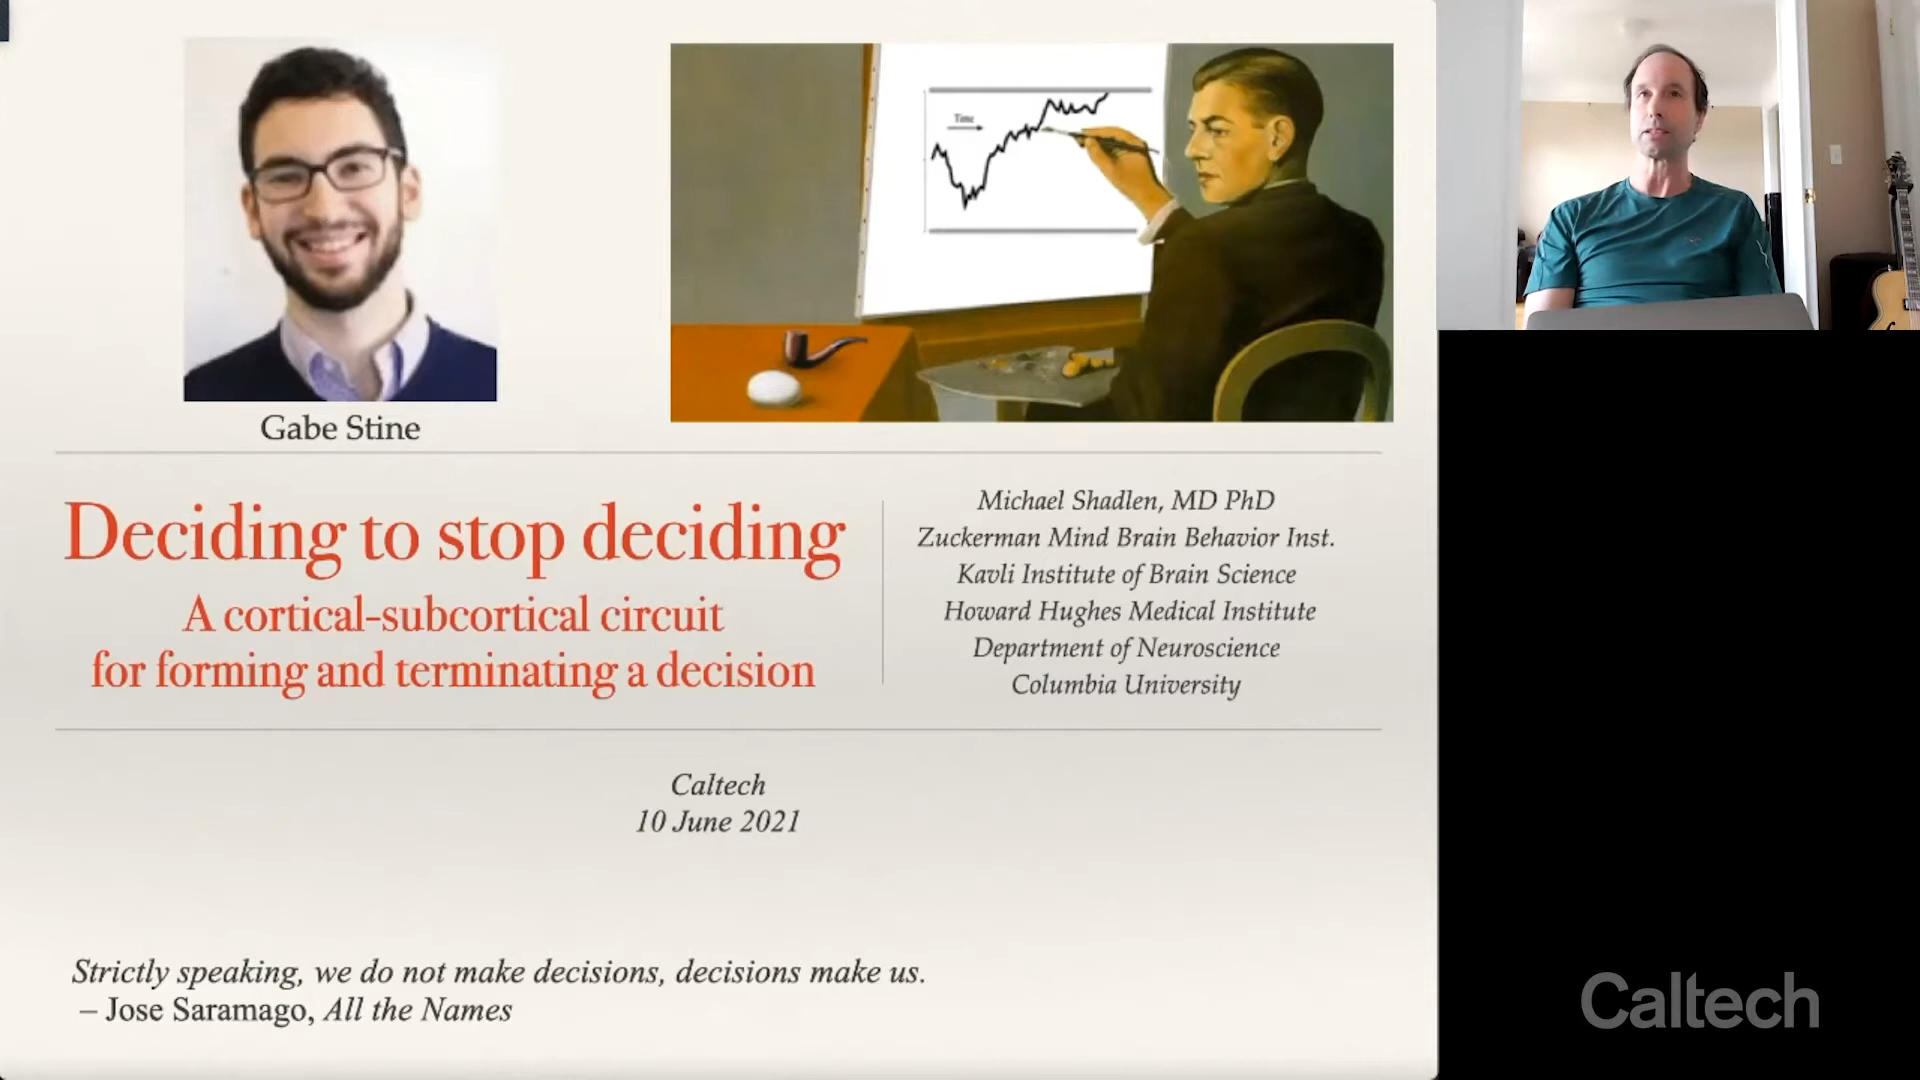 Time
Gabe Stine
Deciding to stop deciding
A cortical-subcortical circuit
for forming and terminating a decision
Michael Shadlen, MD PhD
Zuckerman Mind Brain Behavior Inst.
Kavli Institute of Brain Science
Howard Hughes Medical Institute
Department of Neuroscience
Columbia University
Caltech
10 June 2021
Strictly speaking, we do not make decisions, decisions make us.
– Jose Saramago, All the Names
Caltech